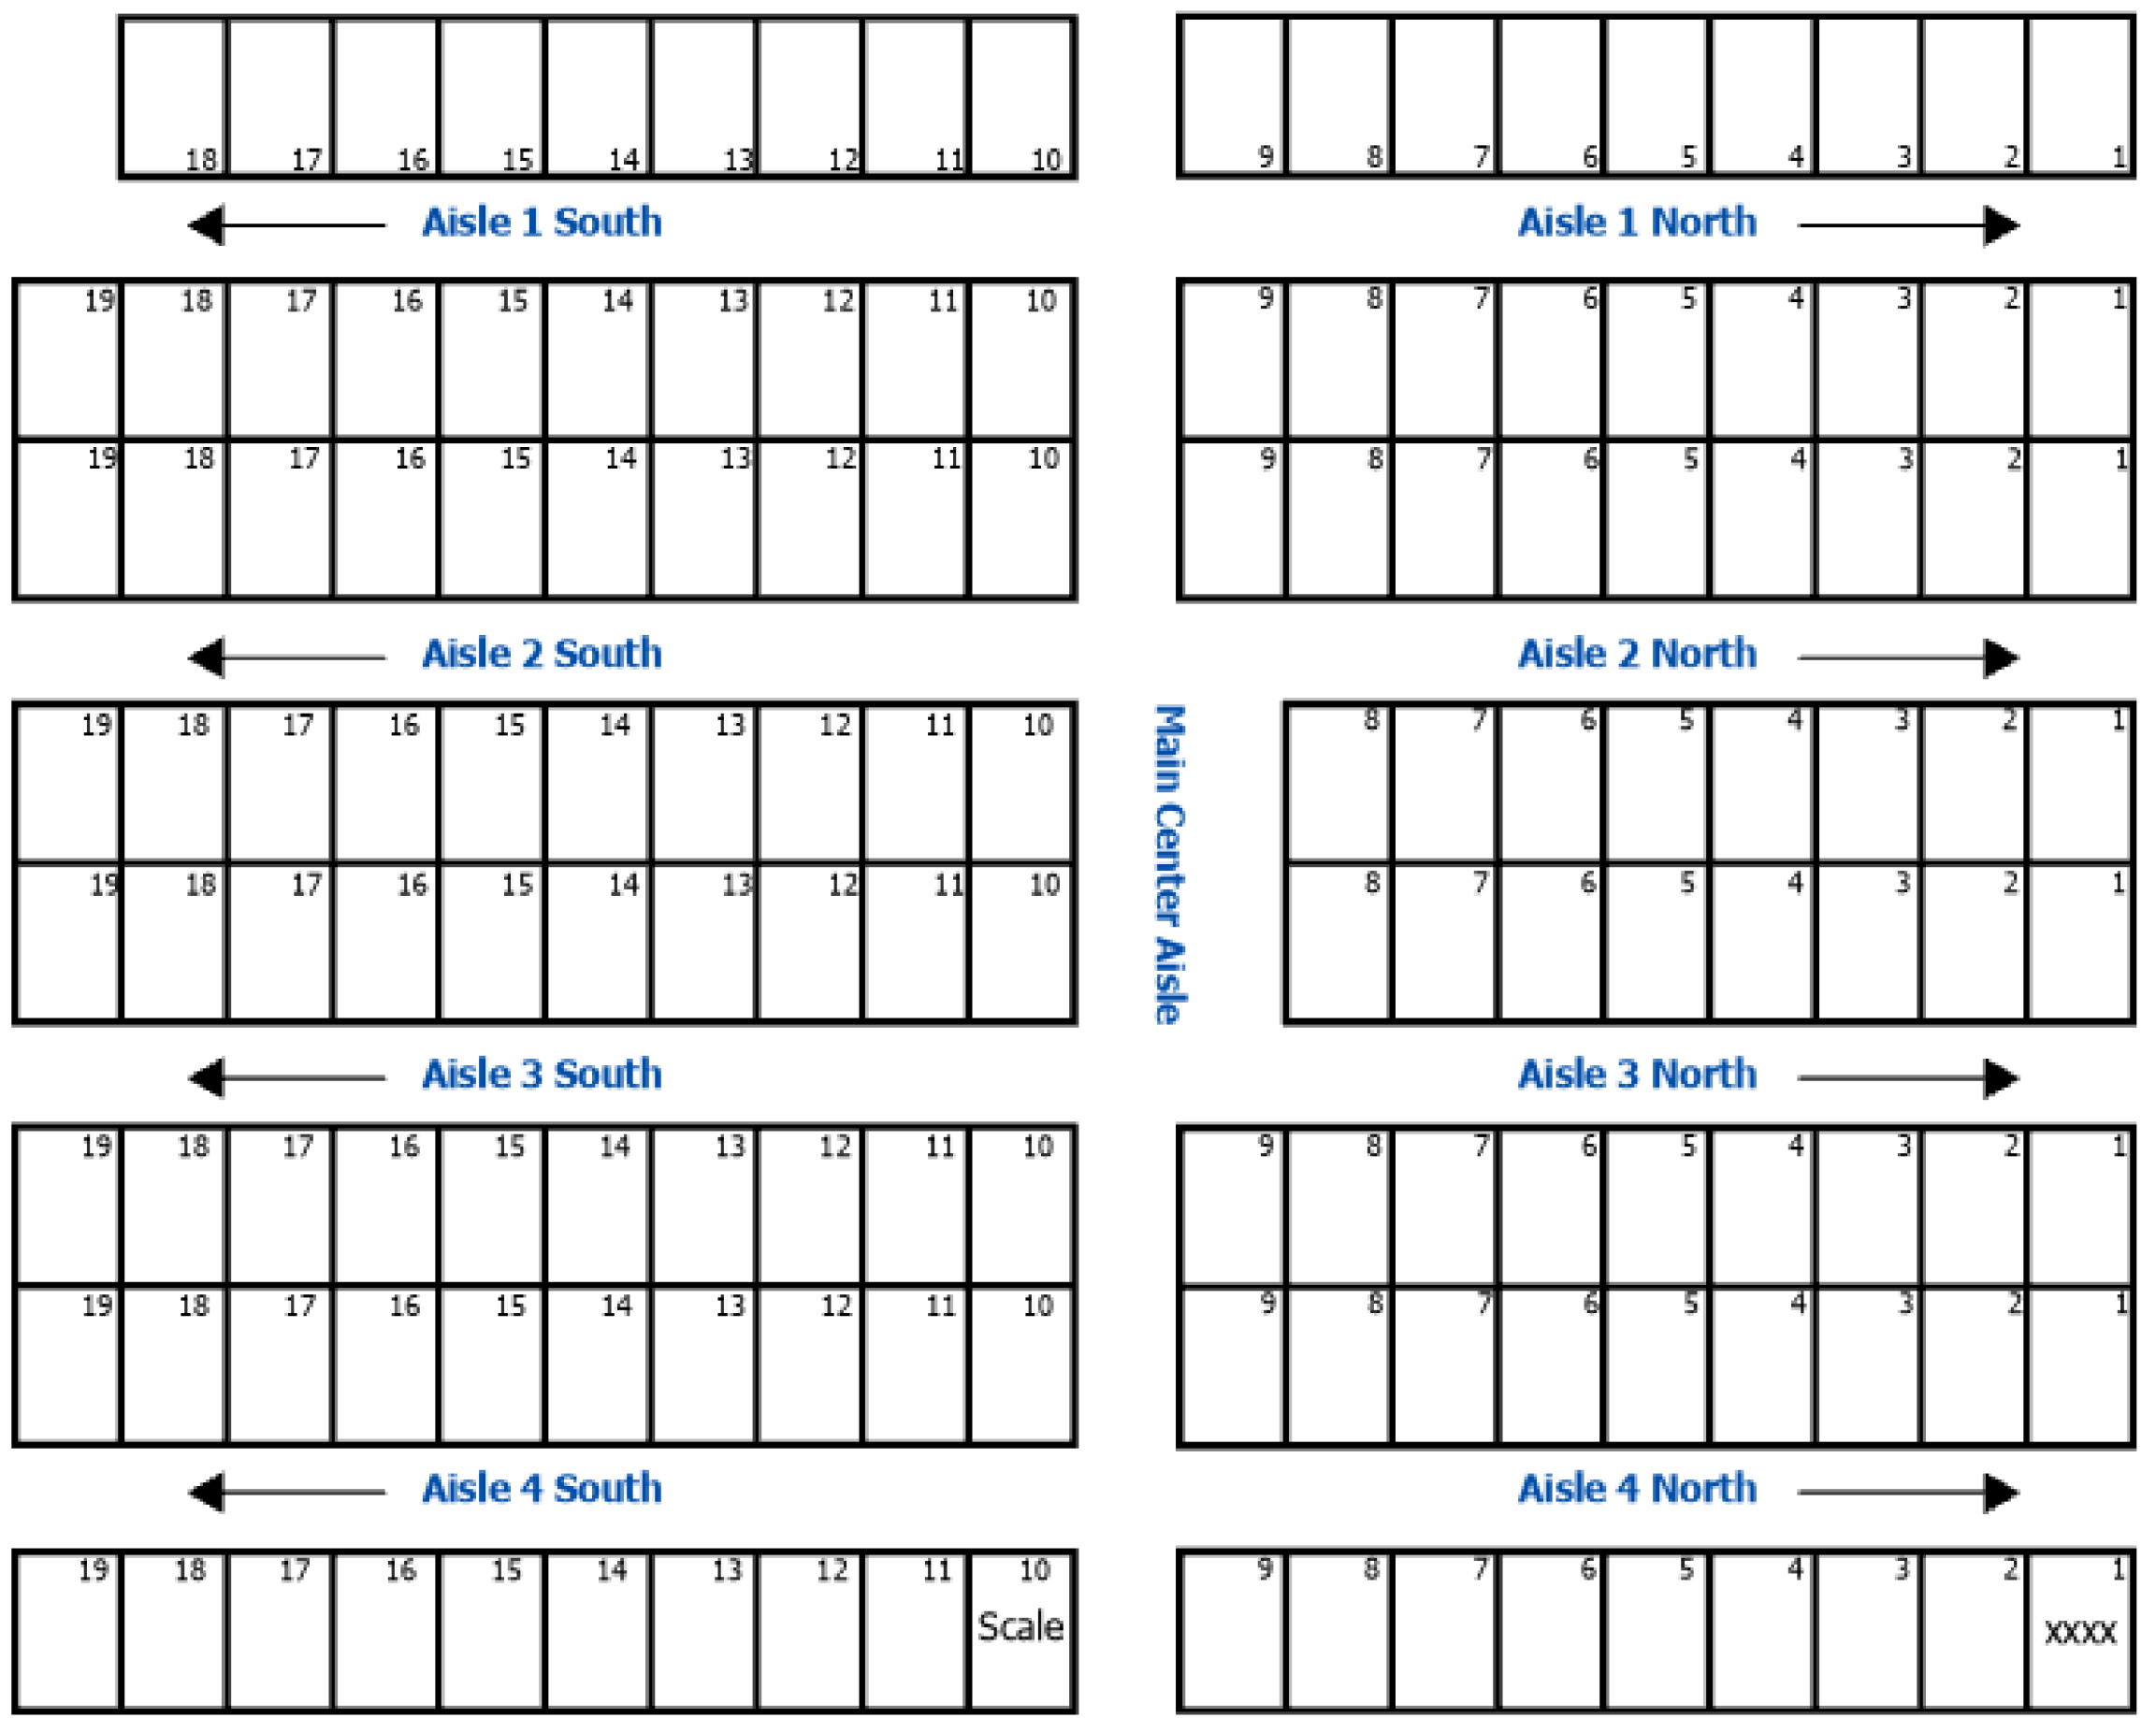 18 17 16 15 14 13 12 11 10
9 8 7 6 5 4 3 2 1
Aisle 1 South
Aisle 1 North
19 18 17 16 15 14 13 12 11 10
9 8 7 6 5 4 3 2 1
19 18 17 16 15 14 13 12 11 10
9 8 7 6 5 4 3 2 1
Aisle 2 South
Aisle 2 North
19 18 17 16 15 14 13 12 11 10
8 7 6 5 4 3 2 1
Main Center Aisle
19 18 17 16 15 14 13 12 11 10
8 7 6 5 4 3 2 1
Aisle 3 South
Aisle 3 North
19 18 17 16 15 14 13 12 11 10
9 8 7 6 5 4 3 2 1
19 18 17 16 15 14 13 12 11 10
9 8 7 6 5 4 3 2 1
Aisle 4 South
Aisle 4 North
19 18 17 16 15 14 13 12 11 10
9 8 7 6 5 4 3 2 1
Scale
xxxx